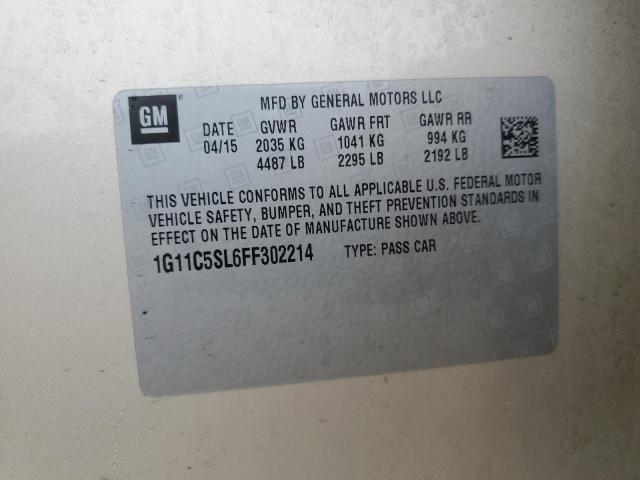 GM
MFD BY GENERAL MOTORS LLC
DATE GVWR GAWR FRT GAWR RR
04/15 2035 KG 1041 KG 994 KG
4487 LB 2295 LB 2192 LB
THIS VEHICLE CONFORMS TO ALL APPLICABLE U.S. FEDERAL MOTOR
VEHICLE SAFETY, BUMPER, AND THEFT PREVENTION STANDARDS IN
EFFECT ON THE DATE OF MANUFACTURE SHOWN ABOVE.
1G11C5SL6FF302214 TYPE: PASS CAR